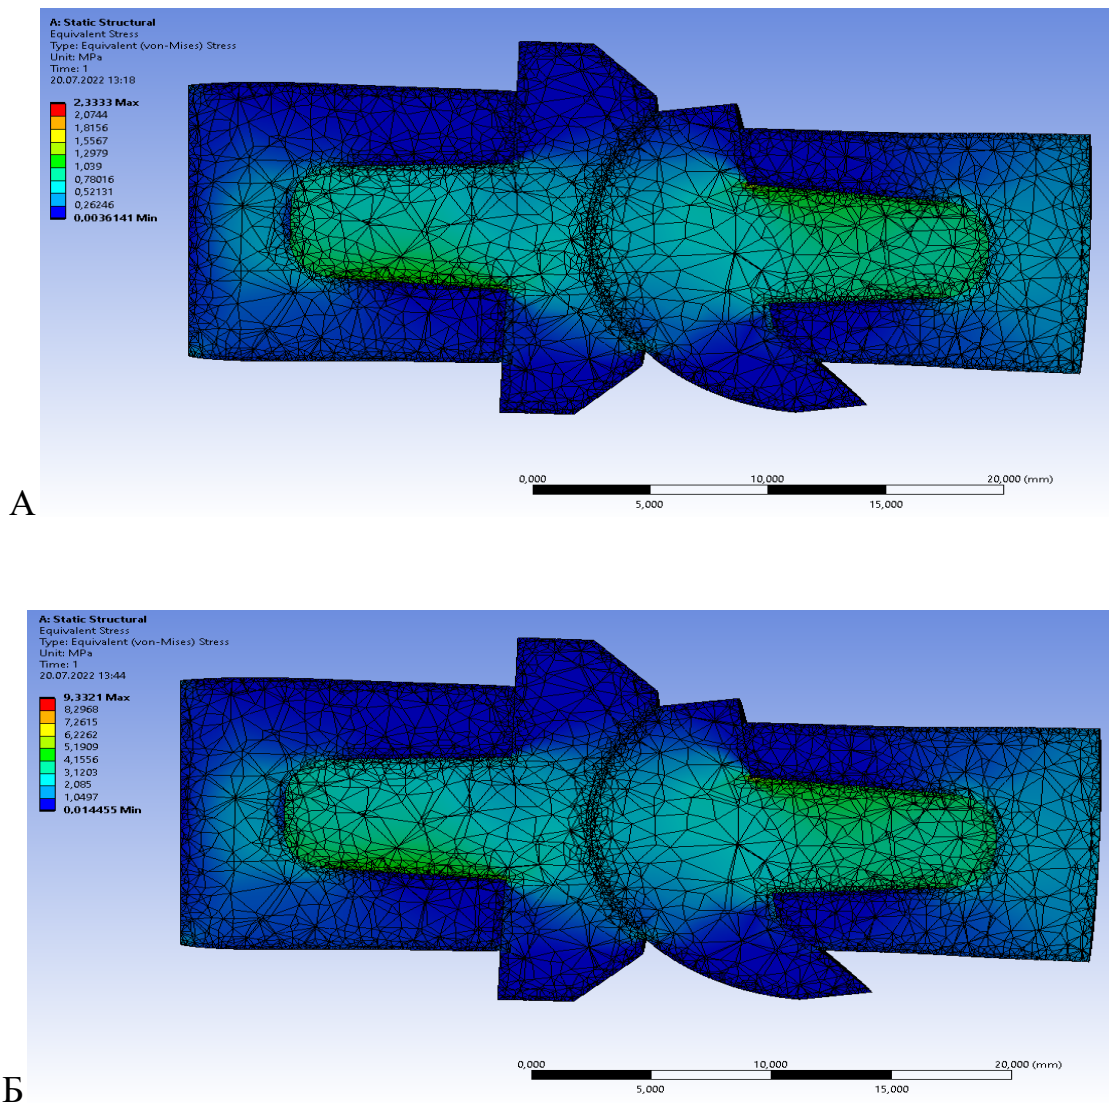 A: Static Structural
Equivalent Stress
Type: Equivalent (von-Mises) Stress
Unit: MPa
Time: 1
20.07.2022 13:18
2,3333 Max
2,0744
1,8156
1,5567
1,2979
1,039
0,78016
0,52131
0,26246
0,0036141 Min
0,000 10,000 20,000 (mm)
5,000 15,000
А
A: Static Structural
Equivalent Stress
Type: Equivalent (von-Mises) Stress
Unit: MPa
Time: 1
20.07.2022 13:44
9,3321 Max
8,2968
7,2615
6,2262
5,1909
4,1556
3,1203
2,085
1,0497
0,014455 Min
0,000 10,000 20,000 (mm)
5,000 15,000
Б